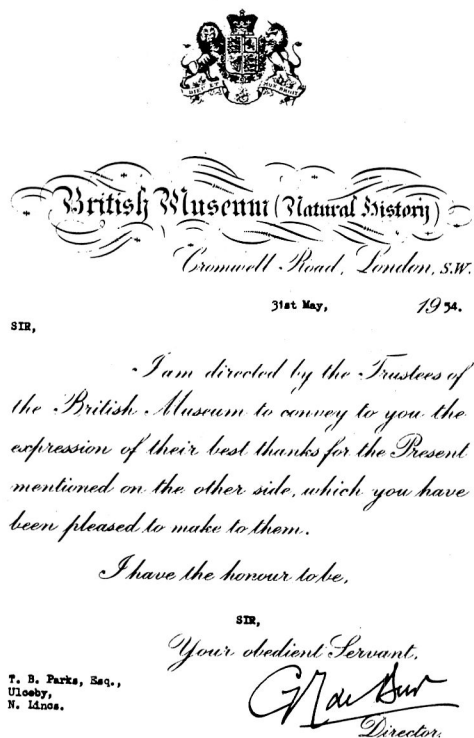 DIEU ET MON DROIT
British Museum (Natural History)
Cromwell Road, London, S.W.
31st May, 1954.
SIR,
I am directed by the Trustees of
the British Museum to convey to you the
expression of their best thanks for the Present
mentioned on the other side, which you have
been pleased to make to them.
I have the honour to be,
SIR,
Your obedient Servant,
T. B. Parks, Esq.,
Ulceby,
N. Lincs.
Director.